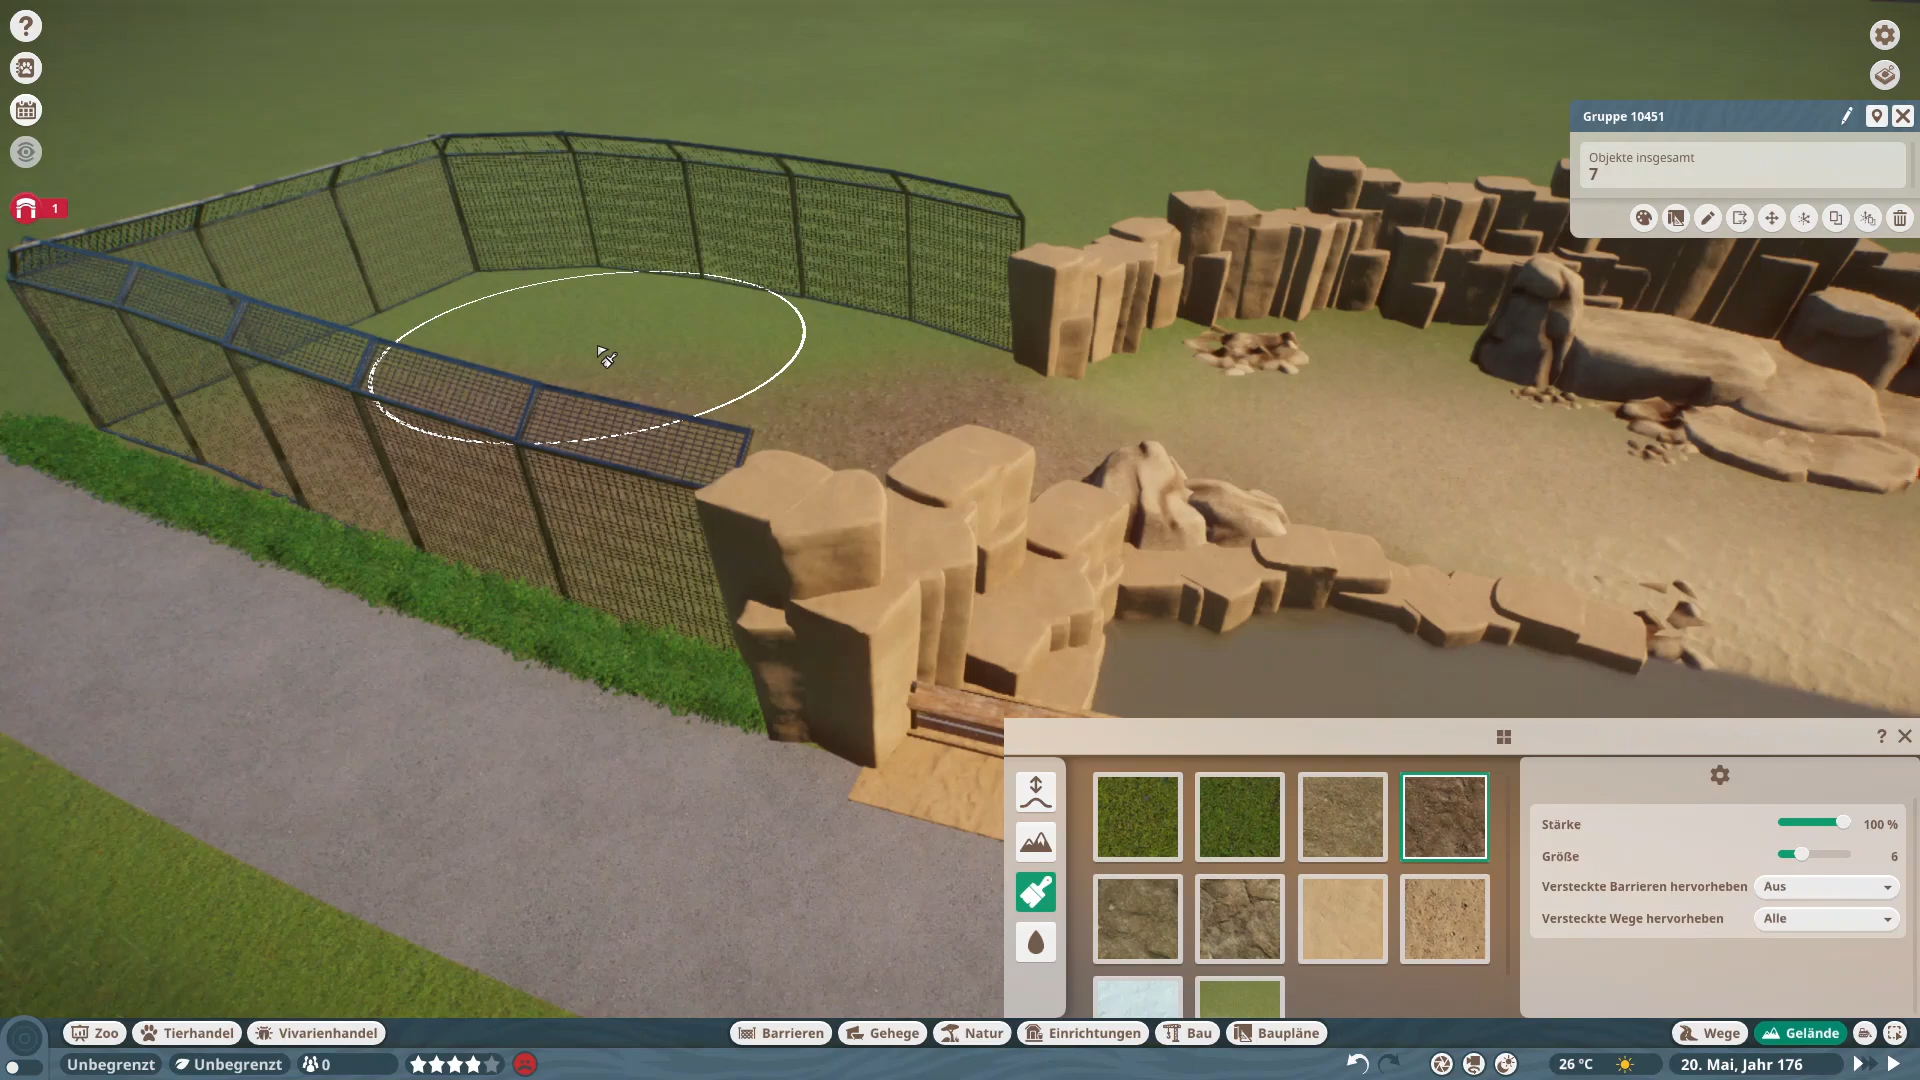 ?
1
Gruppe 10451
Objekte insgesamt
7
?
Stärke
100 %
Größe
6
Versteckte Barrieren hervorheben
Aus
Versteckte Wege hervorheben
Alle
Zoo
Tierhandel
Vivarienhandel
Barrieren
Gehege
Natur
Einrichtungen
Bau
Baupläne
Wege
Gelände
Unbegrenzt
Unbegrenzt
0
26 °C
20. Mai, Jahr 176